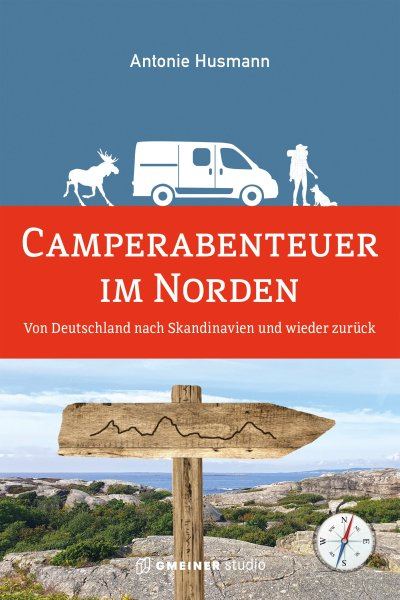 Antonie Husmann
Camperabenteuer
im Norden
Von Deutschland nach Skandinavien und wieder zurück
N
E
S
W
GMEINER studio